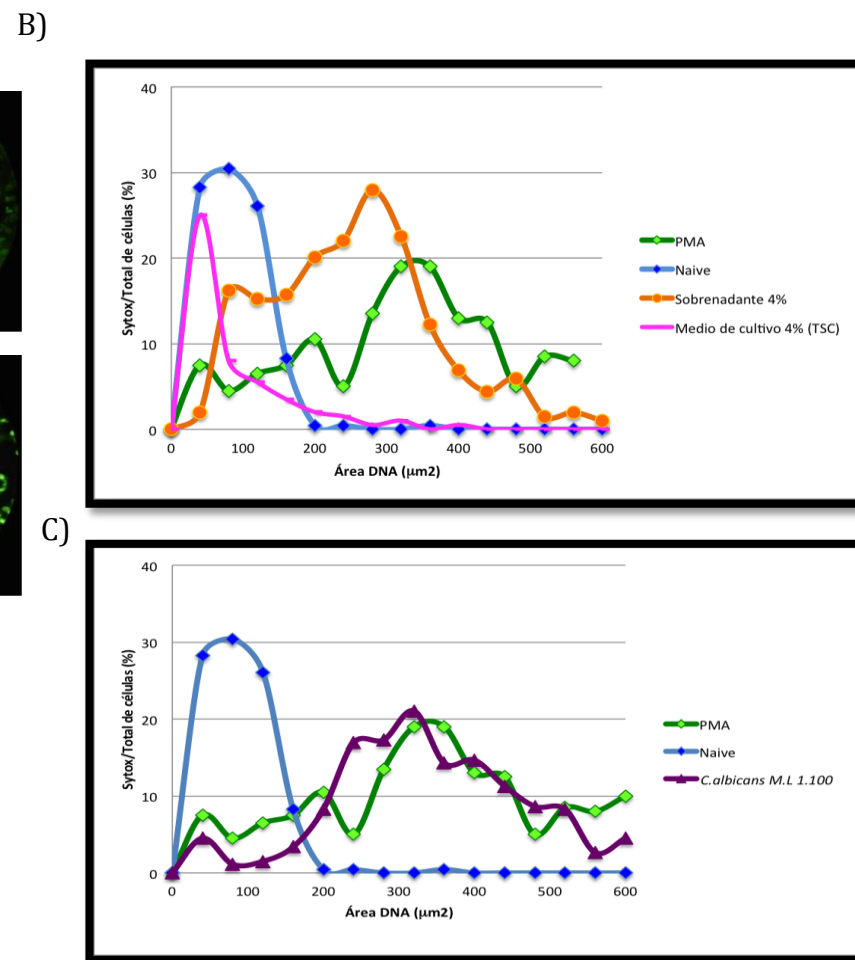 B)
40
30
20
10
0
Sytox/Total de células (%)
0 100 200 300 400 500 600
Área DNA (μm2)
PMA
Naive
Sobrenadante 4%
Medio de cultivo 4% (TSC)
C)
40
30
20
10
0
Sytox/Total de células (%)
0 100 200 300 400 500 600
Área DNA (μm2)
PMA
Naive
C.albicans M.L 1.100